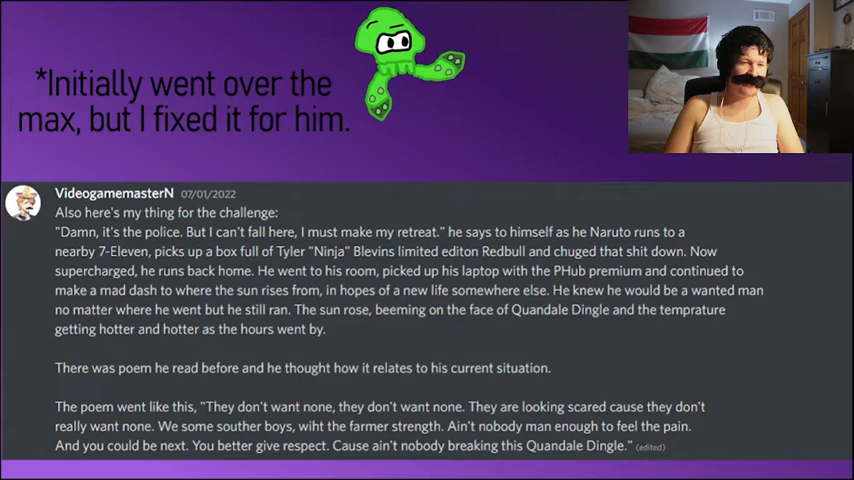 *Initially went over the
max, but I fixed it for him.
VideogamemasterN 07/01/2022
Also here's my thing for the challenge:
"Damn, it's the police. But I can't fall here, I must make my retreat." he says to himself as he Naruto runs to a
nearby 7-Eleven, picks up a box full of Tyler "Ninja" Blevins limited editon Redbull and chuged that shit down. Now
supercharged, he runs back home. He went to his room, picked up his laptop with the PHub premium and continued to
make a mad dash to where the sun rises from, in hopes of a new life somewhere else. He knew he would be a wanted man
no matter where he went but he still ran. The sun rose, beeming on the face of Quandale Dingle and the temprature
getting hotter and hotter as the hours went by.
There was poem he read before and he thought how it relates to his current situation.
The poem went like this, "They don't want none, they don't want none. They are looking scared cause they don't
really want none. We some souther boys, wiht the farmer strength. Ain't nobody man enough to feel the pain.
And you could be next. You better give respect. Cause ain't nobody breaking this Quandale Dingle." (edited)